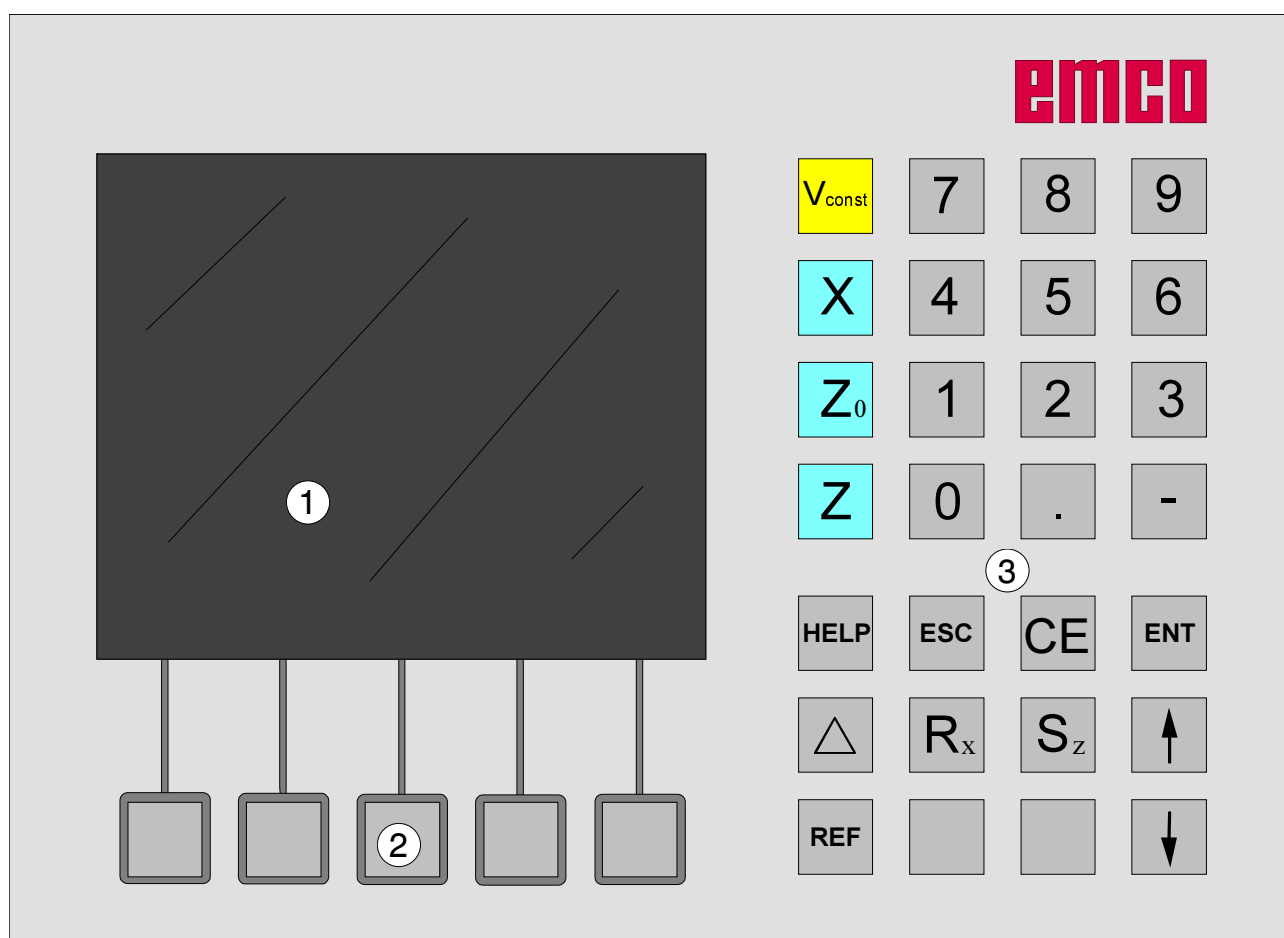 emco
Vconst 7 8 9
X 4 5 6
Z0 1 2 3
Z 0 . -
1
3
HELP ESC CE ENT
△ Rx Sz ↑
REF ↓
2